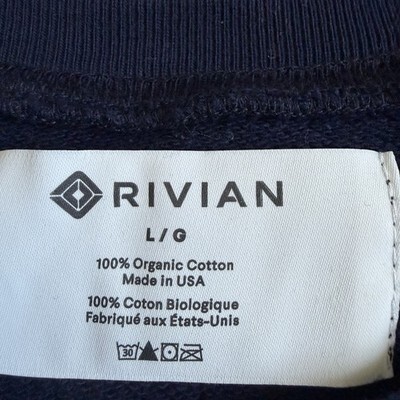 RIVIAN
L / G
100% Organic Cotton
Made in USA
100% Coton Biologique
Fabriqué aux États-Unis
30